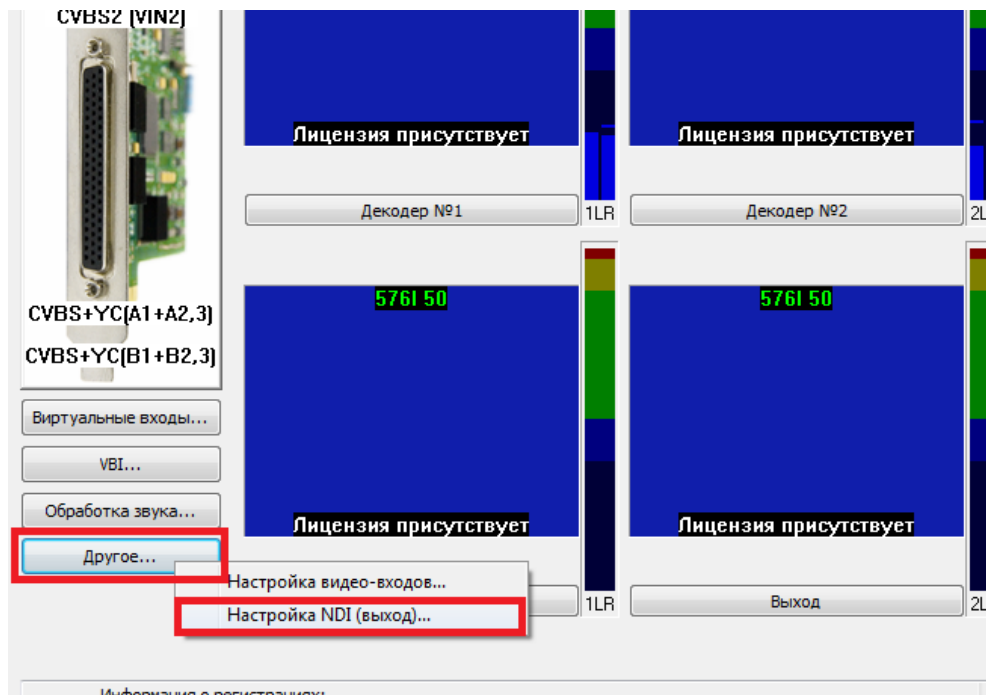 CVBS2 (VIN2)
Лицензия присутствует
Лицензия присутствует
Декодер №1
1LR
Декодер №2
2L
576I 50
576I 50
CVBS+YC(A1+A2,3)
CVBS+YC(B1+B2,3)
Виртуальные входы...
VBI...
Обработка звука...
Другое...
Лицензия присутствует
Лицензия присутствует
Настройка видео-входов...
Настройка NDI (выход)...
1LR
Выход
2L
Информация о регистрациях: